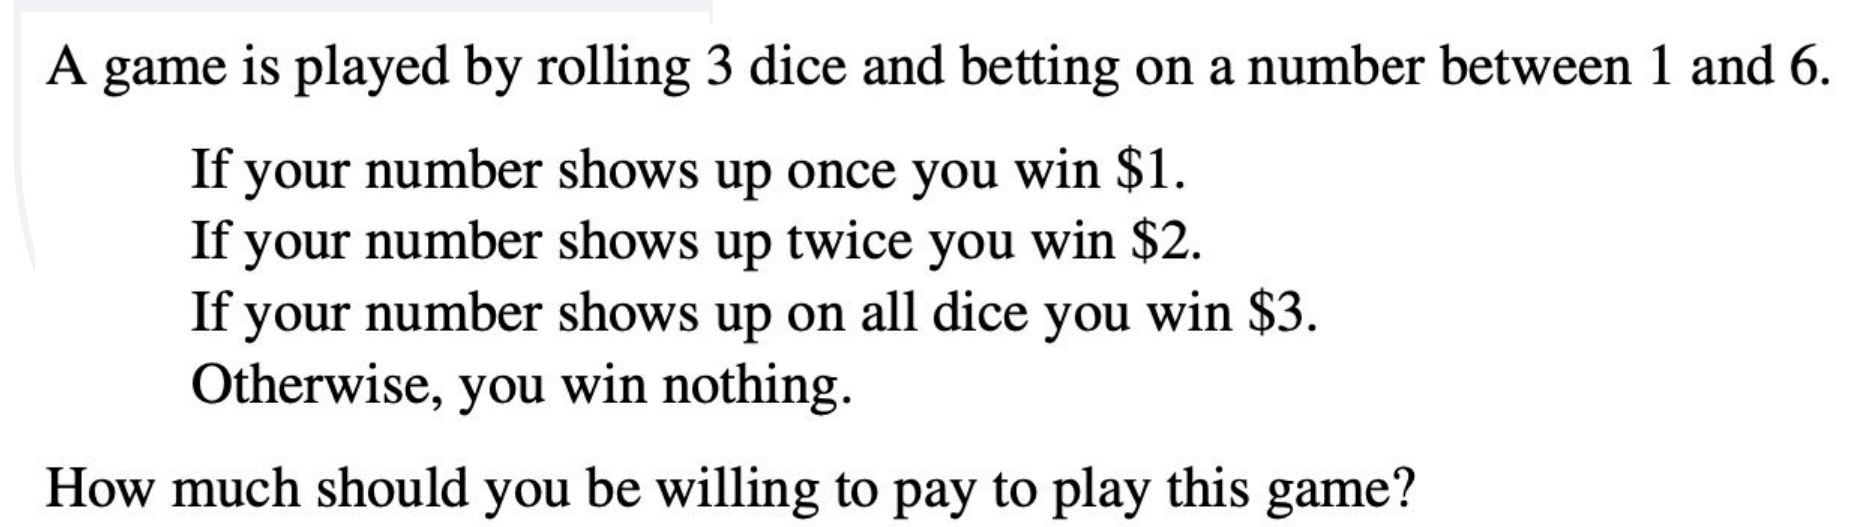 A game is played by rolling 3 dice and betting on a number between 1 and 6.
If your number shows up once you win $1.
If your number shows up twice you win $2.
If your number shows up on all dice you win $3.
Otherwise, you win nothing.
How much should you be willing to pay to play this game?